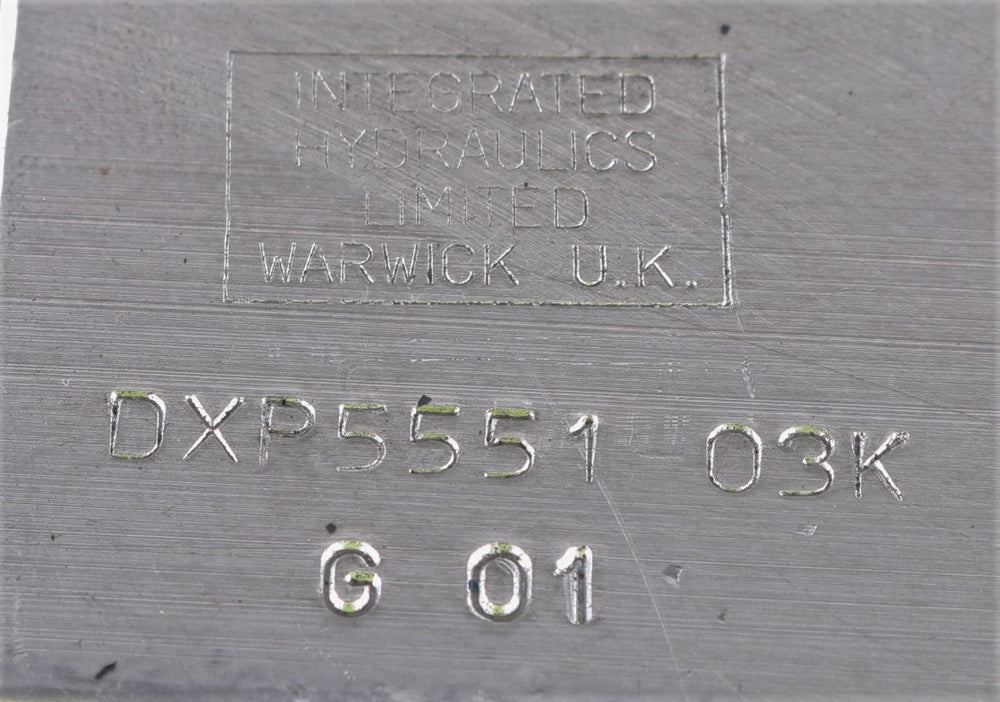 INTEGRATED
HYDRAULICS
LIMITED
WARWICK U.K.
DXP5551 03K
G 01